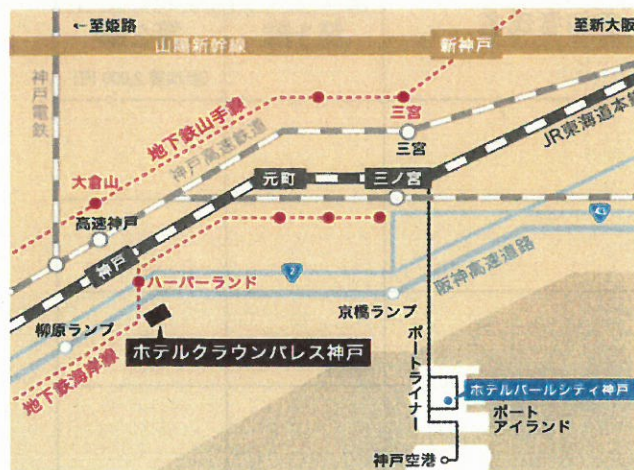 ←至姫路
至新大阪
山陽新幹線
新神戸
神戸電鉄
地下鉄山手線
三宮
神戸高速鉄道
三宮
JR東海道本線
大倉山
元町
三ノ宮
高速神戸
43
神戸
ハーバーランド
2
阪神高速道路
京橋ランプ
柳原ランプ
ホテルクラウンパレス神戸
ポートライナー
地下鉄海岸線
ホテルパールシティ神戸
ポート
アイランド
神戸空港